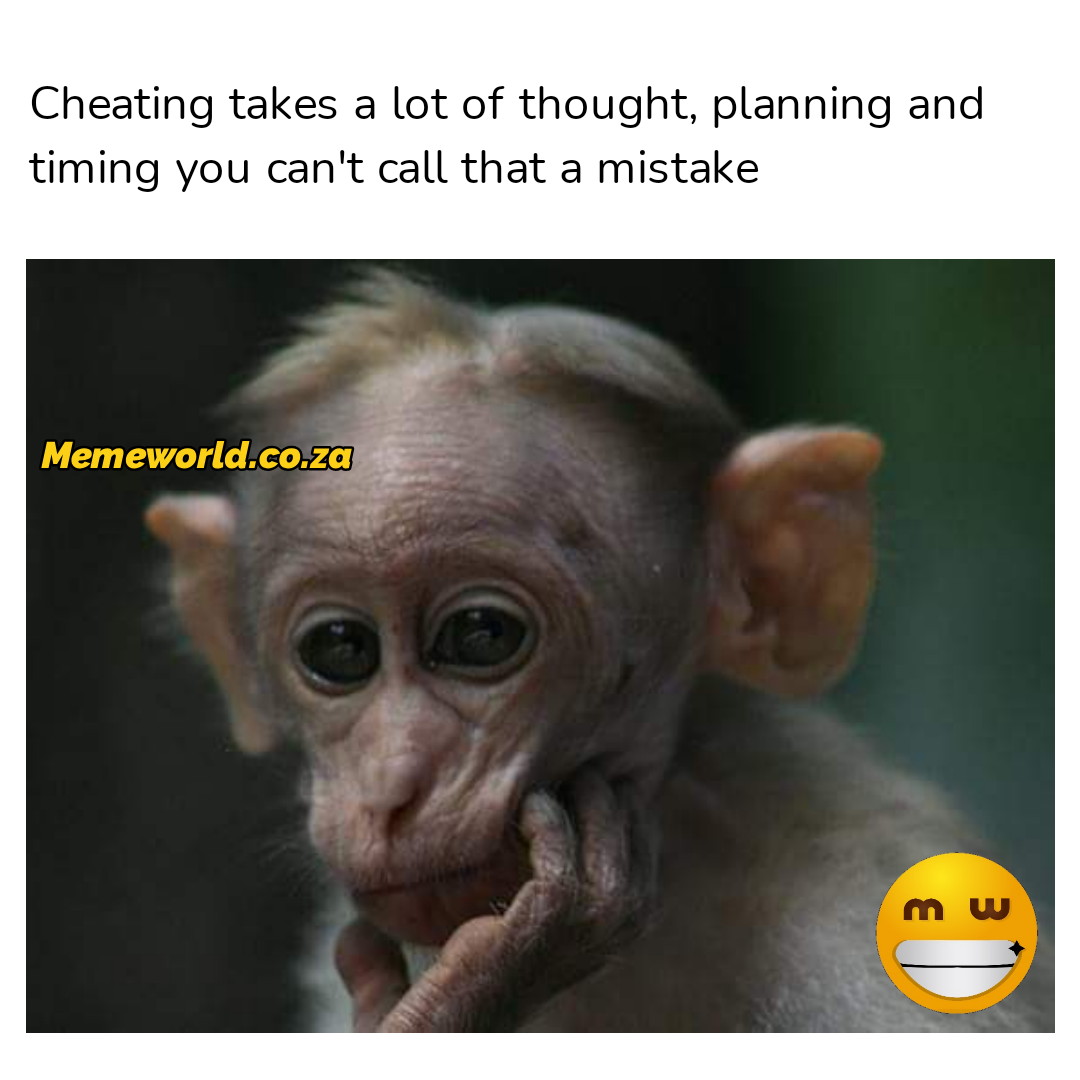 Cheating takes a lot of thought, planning and
timing you can't call that a mistake
Memeworld.co.za
m w